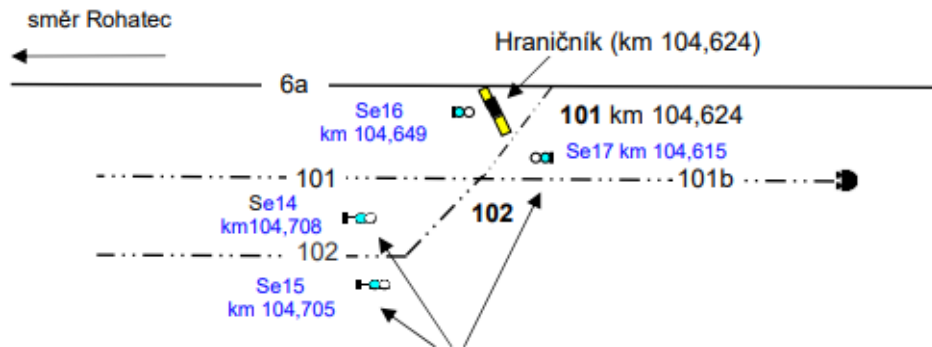 směr Rohatec
Hraničník (km 104,624)
6a
Se16
km 104,649
101 km 104,624
Se17 km 104,615
101
101b
Se14
km104,708
102
102
Se15
km 104,705